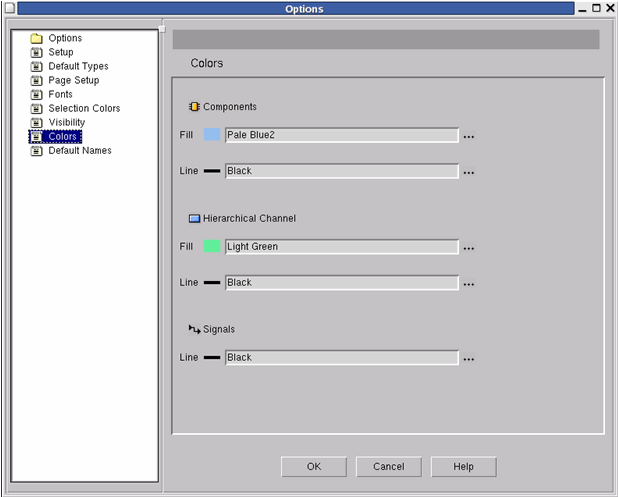 Options
Options
Setup
Default Types
Page Setup
Fonts
Selection Colors
Visibility
Colors
Default Names
Colors
Components
Fill Pale Blue2 ...
Line Black ...
Hierarchical Channel
Fill Light Green ...
Line Black ...
Signals
Line Black ...
OK Cancel Help